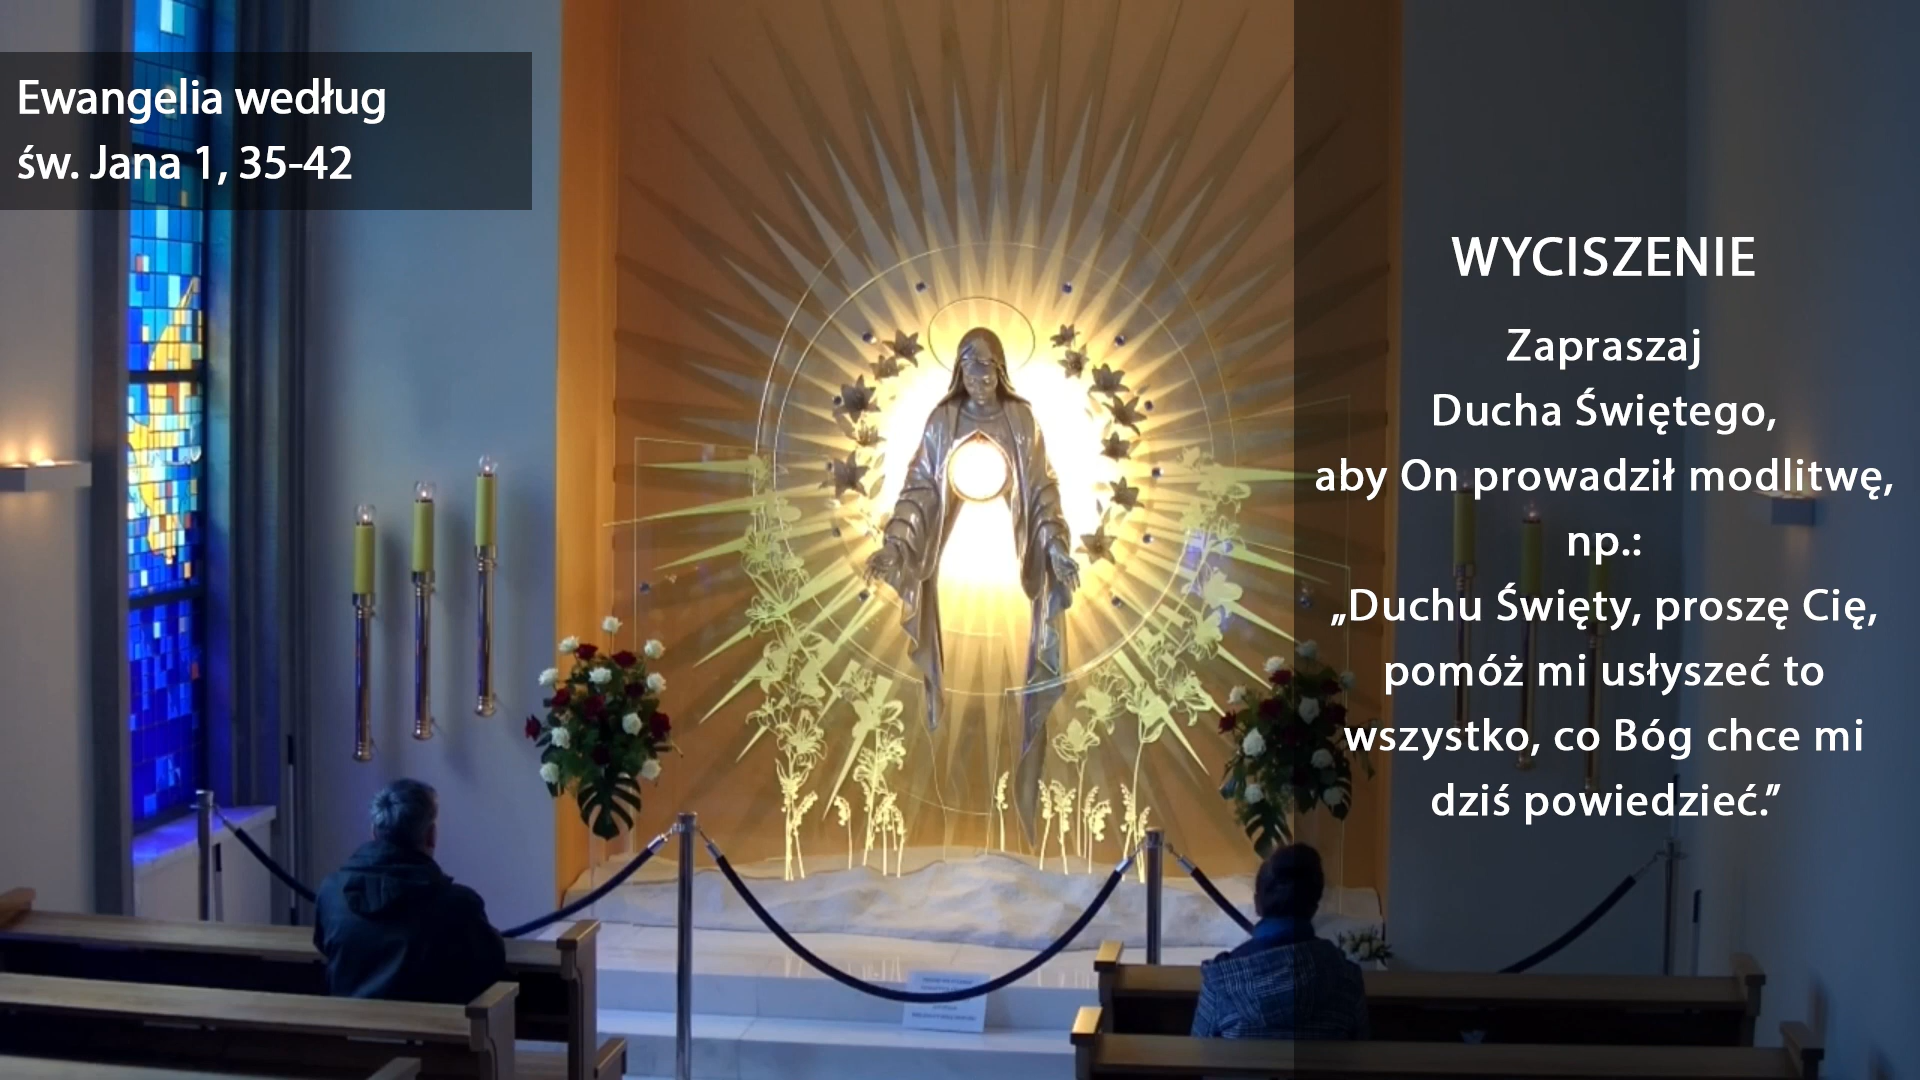 Ewangelia według
św. Jana 1, 35-42
WYCISZENIE
Zapraszaj
Ducha Świętego,
aby On prowadził modlitwę,
np.:
„Duchu Święty, proszę Cię,
pomóż mi usłyszeć to
wszystko, co Bóg chce mi
dziś powiedzieć.”